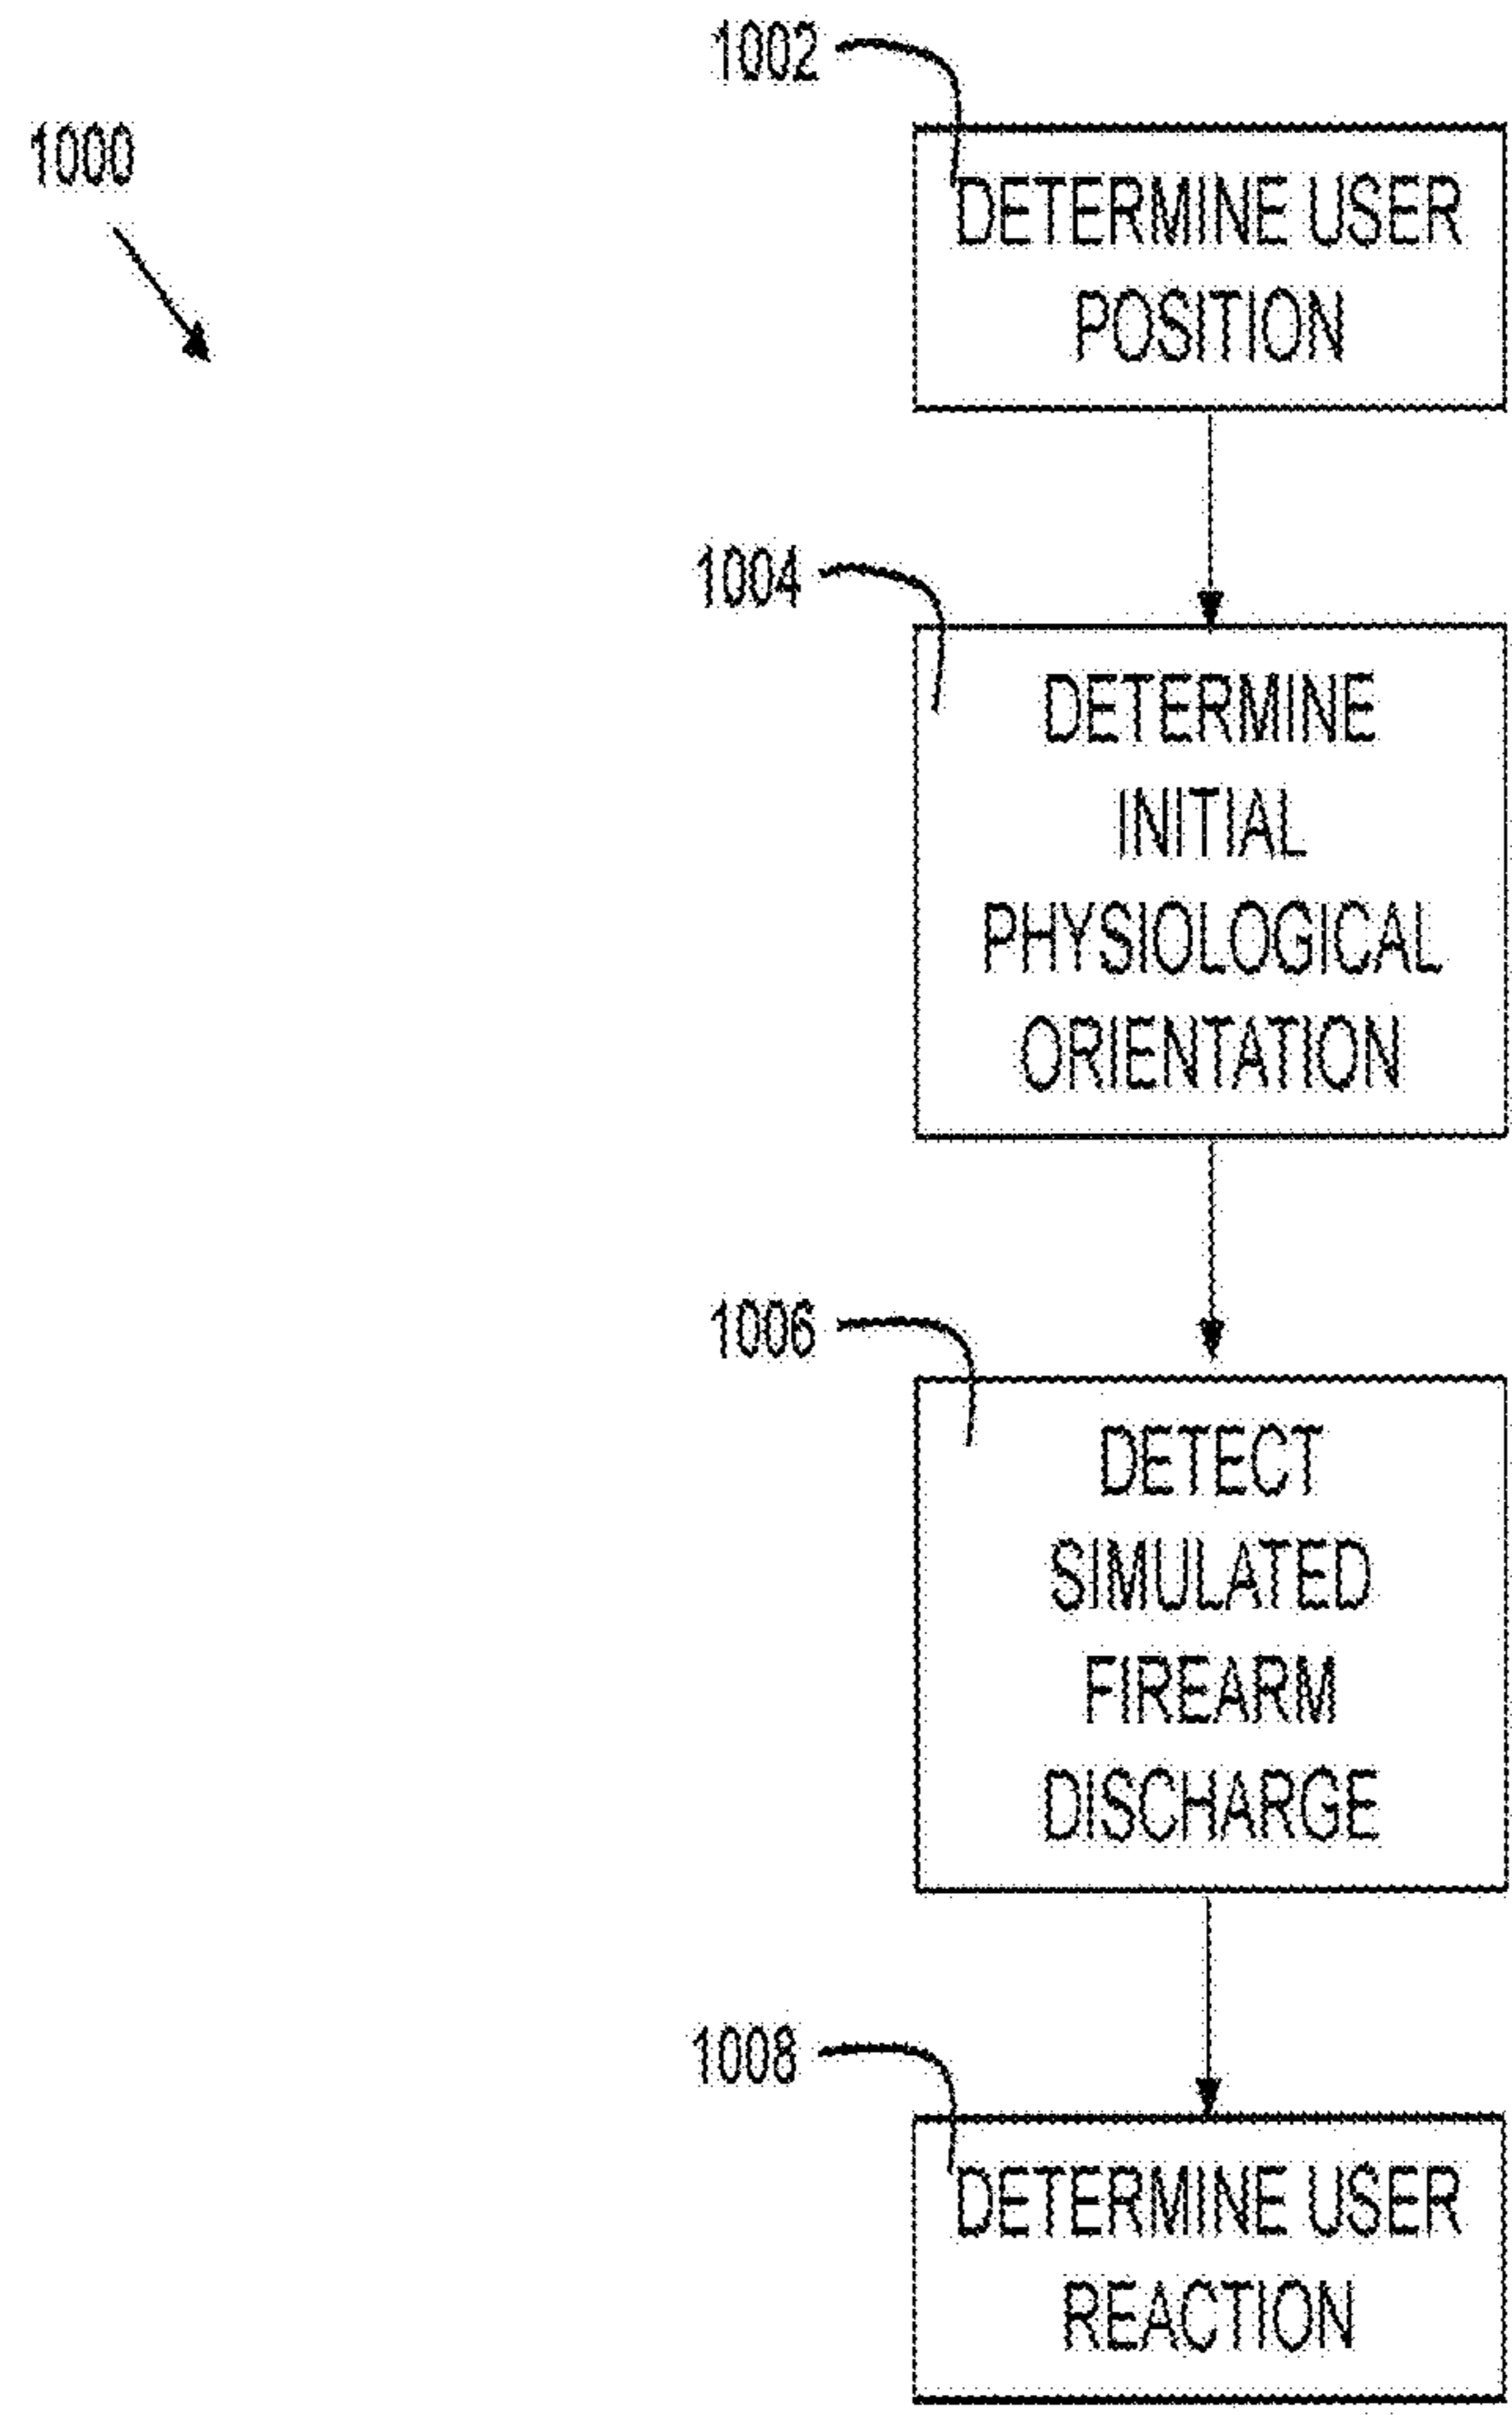 1000
1002
DETERMINE USER
POSITION
1004
DETERMINE
INITIAL
PHYSIOLOGICAL
ORIENTATION
1006
DETECT
SIMULATED
FIREARM
DISCHARGE
1008
DETERMINE USER
REACTION